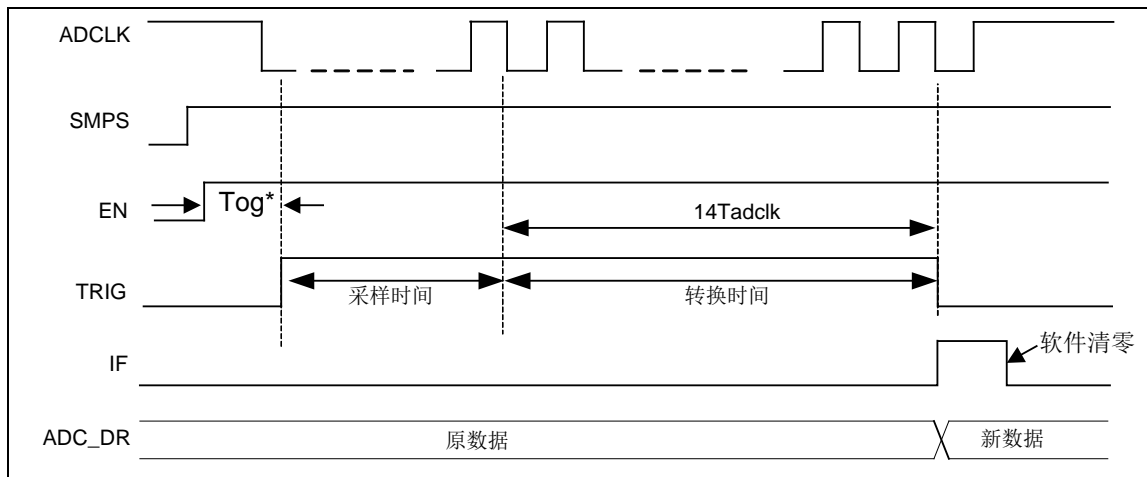 ADCLK
SMPS
EN
Tog*
14Tadclk
TRIG
采样时间
转换时间
IF
软件清零
ADC_DR
原数据
新数据